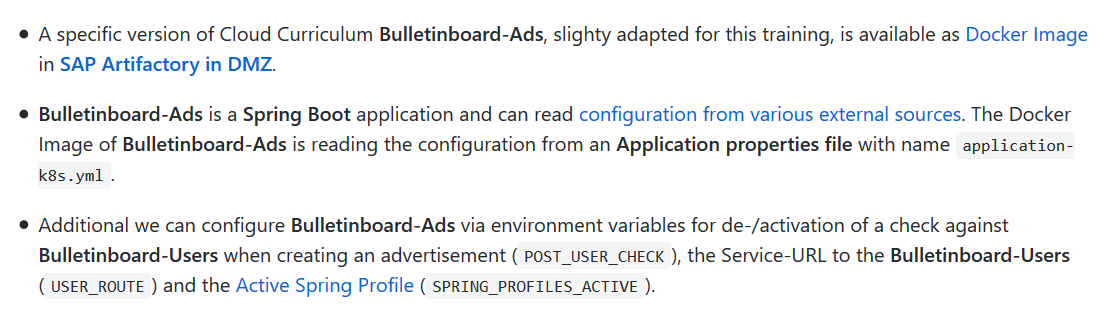 A specific version of Cloud Curriculum Bulletinboard-Ads, slighty adapted for this training, is available as Docker Image
in SAP Artifactory in DMZ.
Bulletinboard-Ads is a Spring Boot application and can read configuration from various external sources. The Docker
Image of Bulletinboard-Ads is reading the configuration from an Application properties file with name application-
k8s.yml .
Additional we can configure Bulletinboard-Ads via environment variables for de-/activation of a check against
Bulletinboard-Users when creating an advertisement ( POST_USER_CHECK ), the Service-URL to the Bulletinboard-Users
( USER_ROUTE ) and the Active Spring Profile ( SPRING_PROFILES_ACTIVE ).